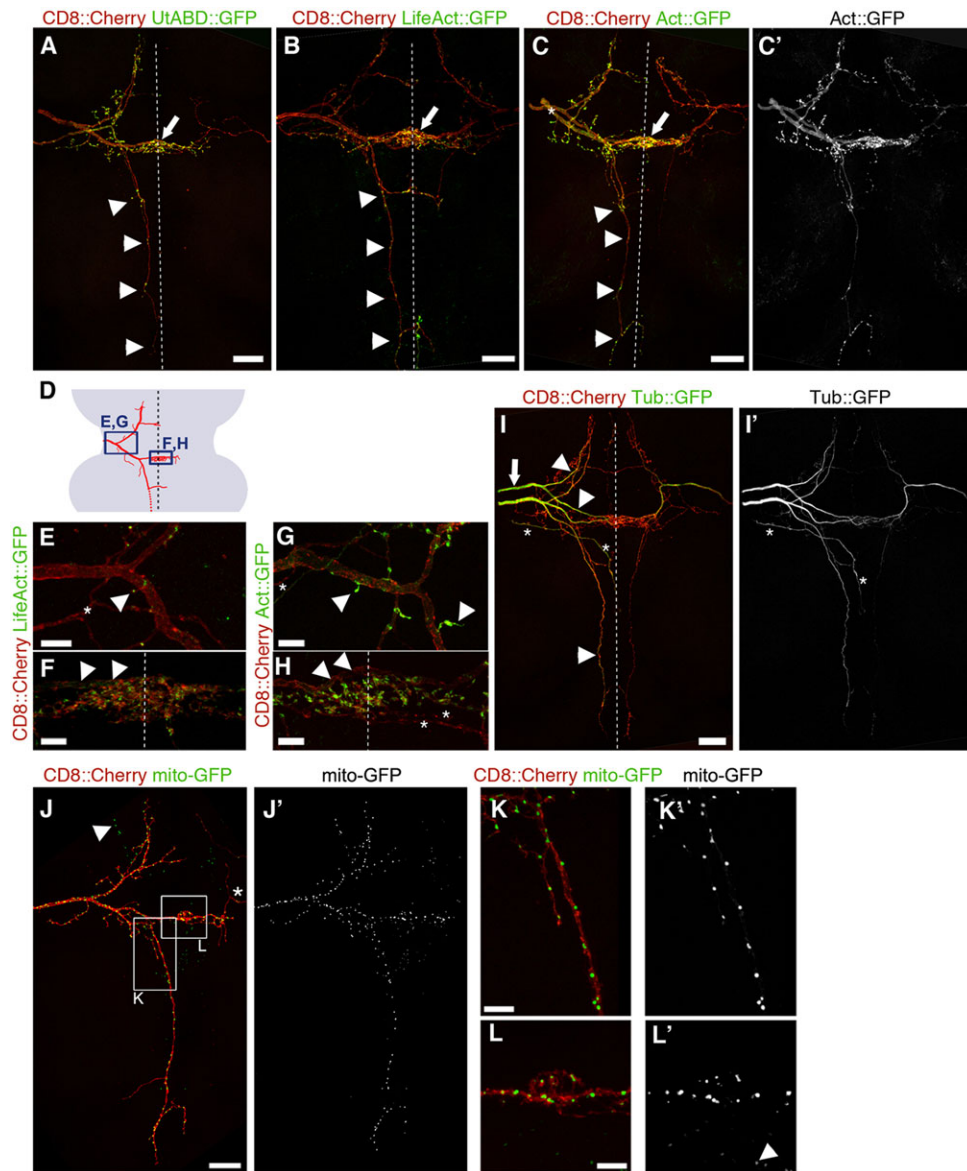 CD8::Cherry UtABD::GFP
CD8::Cherry LifeAct::GFP
CD8::Cherry Act::GFP
Act::GFP
A
B
C
C'
D
E,G
F,H
CD8::Cherry Tub::GFP
Tub::GFP
I
I'
CD8::Cherry LifeAct::GFP
E
F
CD8::Cherry Act::GFP
G
H
CD8::Cherry mito-GFP
mito-GFP
J
K
L
J'
CD8::Cherry mito-GFP
mito-GFP
K
K'
L
L'